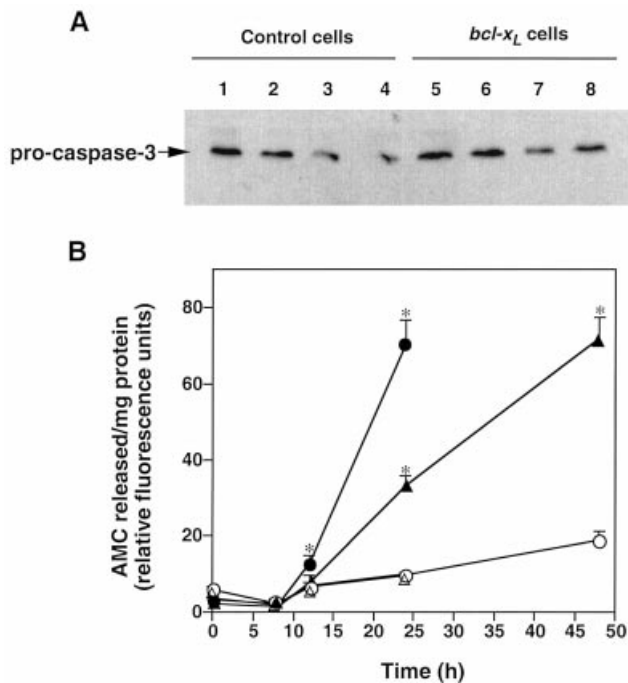 A
Control cells bcl-xL cells
1 2 3 4 5 6 7 8
pro-caspase-3
B
AMC released/mg protein
(relative fluorescence units)
80
60
40
20
0
* * * *
0 5 10 15 20 25 30 35 40 45 50
Time (h)